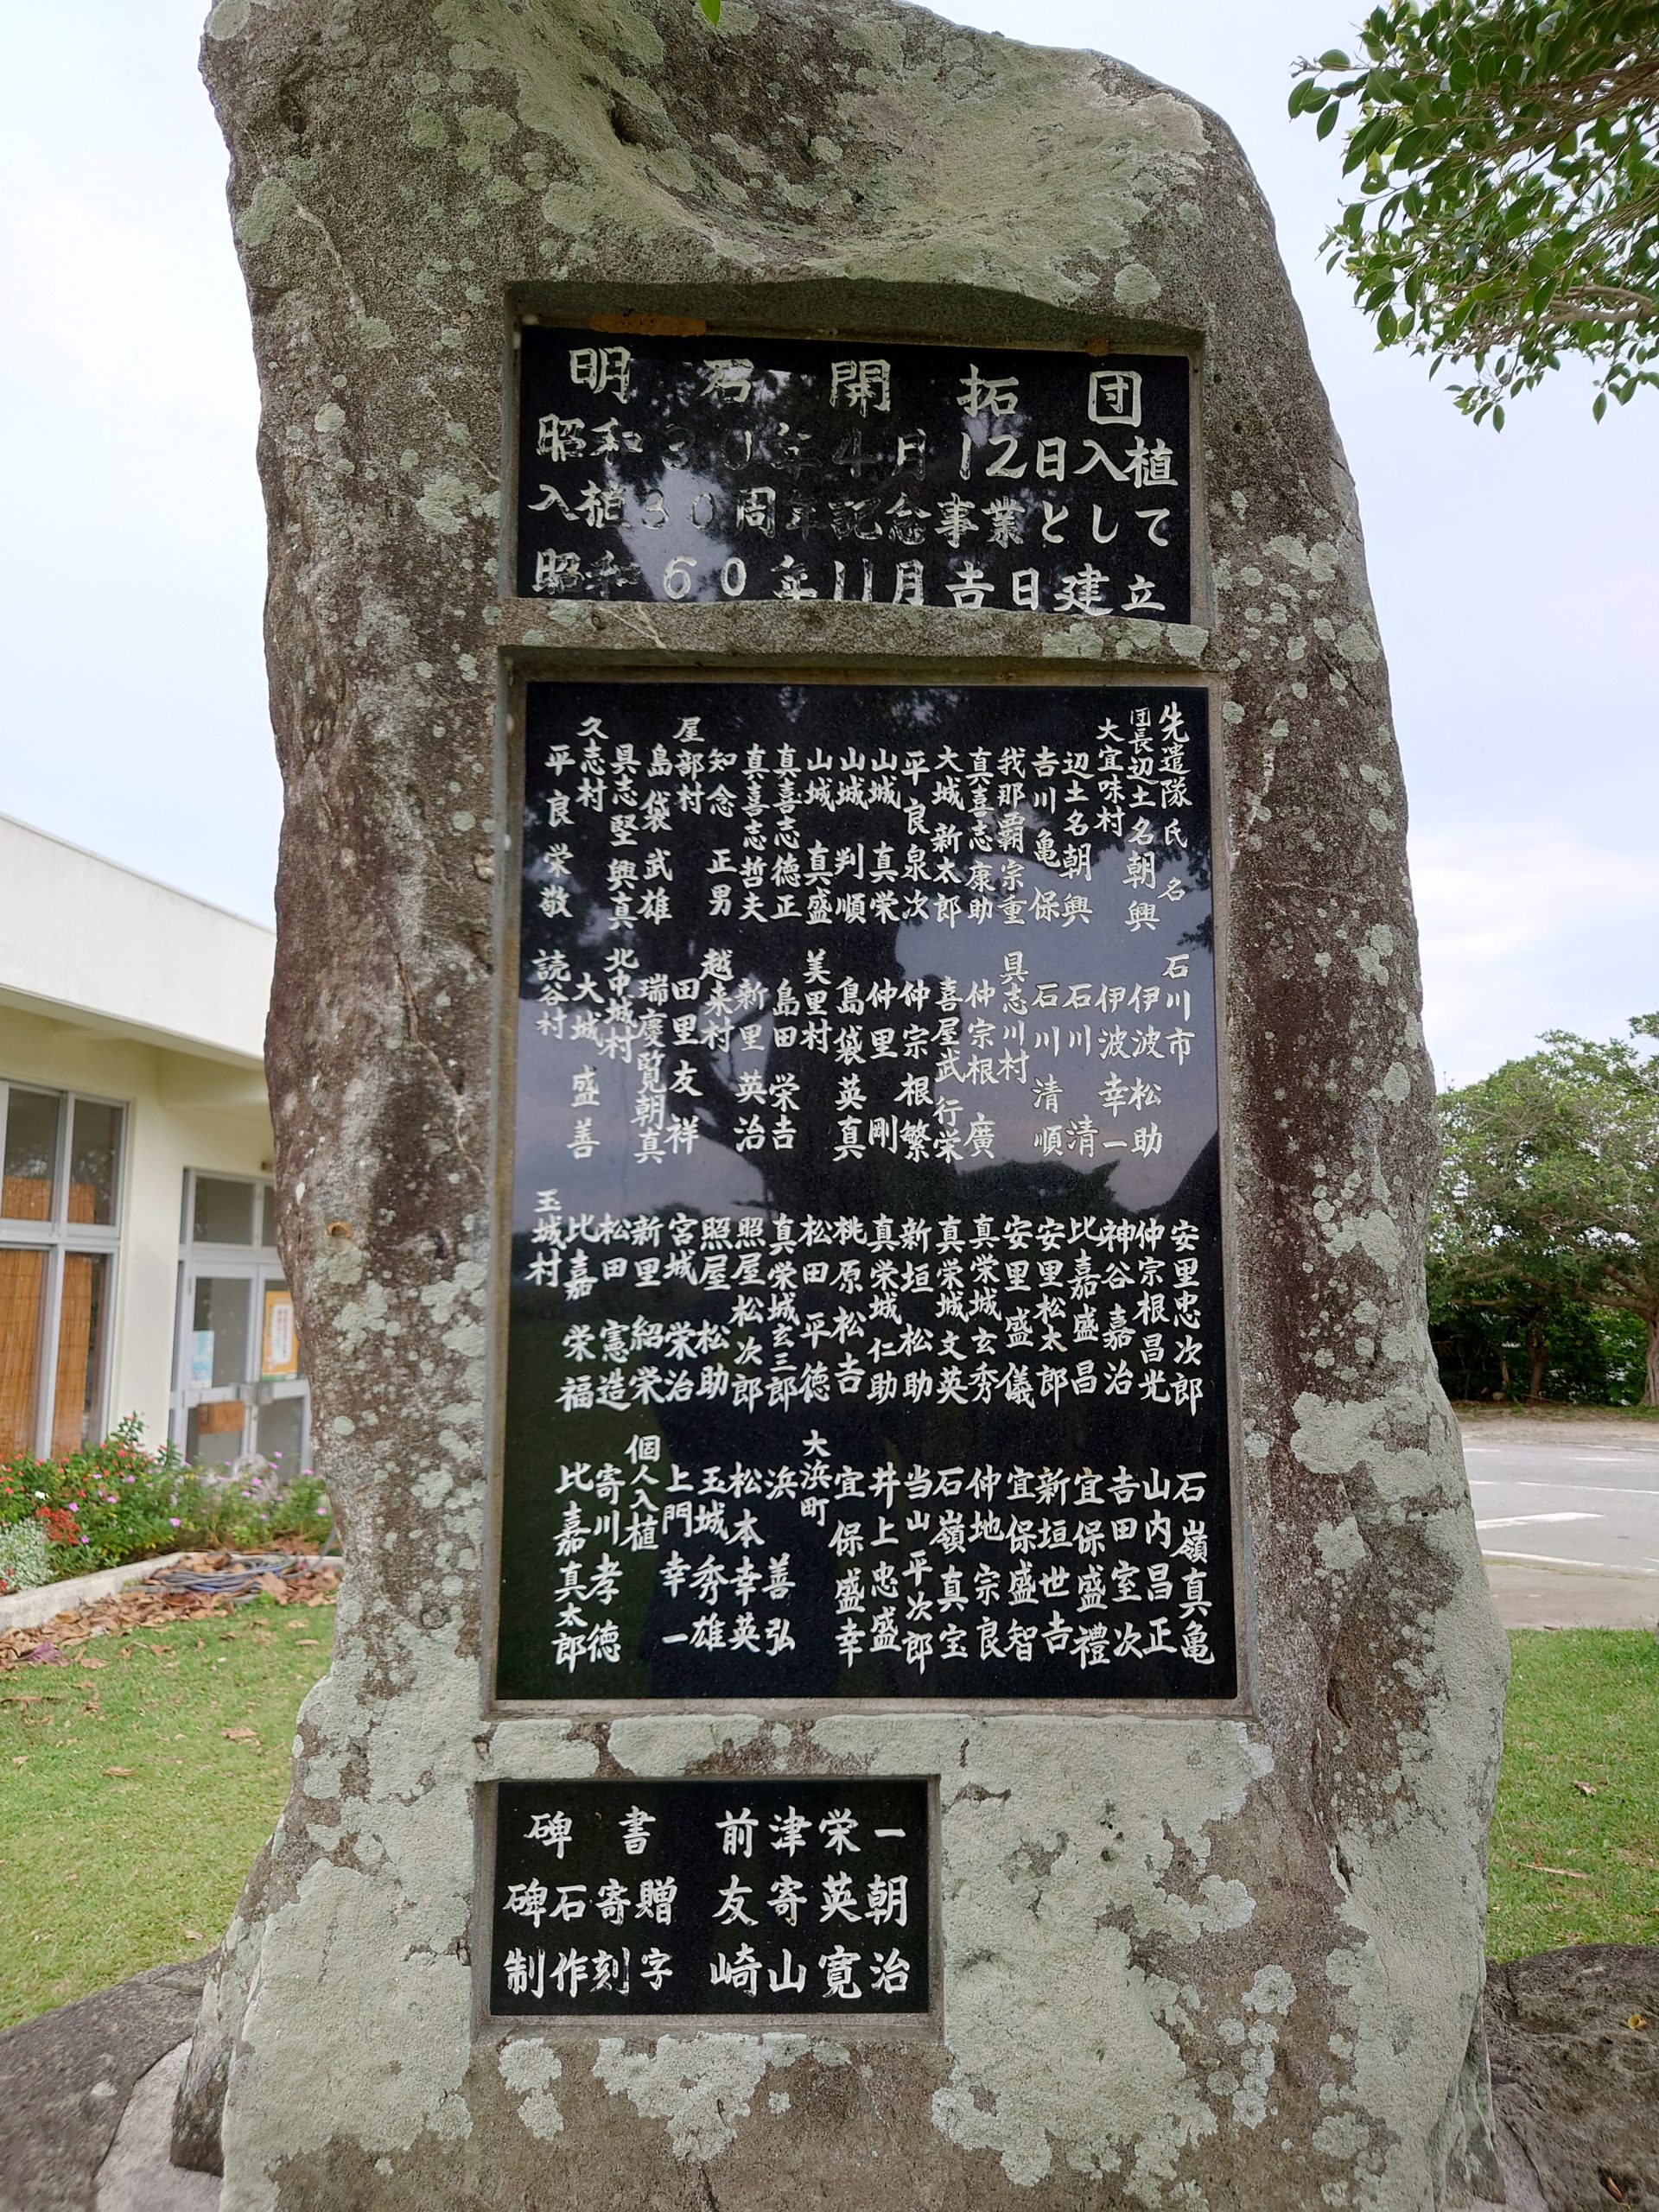 明石開拓団
昭和30年4月12日入植
入植30周年記念事業として
昭和60年11月吉日建立
先遣隊氏名
団長辺土名朝興
大宜味村
辺土名朝興
吉川亀保
我那覇宗重
真喜志康助
大城新太郎
平良泉次
山城真栄
山城判順
山城真盛
真喜志徳正
真喜志哲夫
知念正男
屋部村
島袋武雄
具志堅興真
久志村
平良栄敬
石川市
伊波松助
伊波幸一
石川清
石川清順
具志川村
仲宗根廣
喜屋武行栄
仲宗根繁
仲里剛
島袋英真
美里村
島田栄吉
新里英治
越来村
田里友祥
瑞慶覧朝真
北中城村
大城盛善
読谷村
安里忠次郎
仲宗根昌光
神谷嘉治
比嘉盛昌
安里松太郎
安里盛儀
真栄城玄秀
真栄城文英
新垣松助
真栄城仁助
桃原松吉
松田平徳
真栄城玄三郎
照屋松次郎
照屋松助
宮城栄治
新里紹栄
松田憲造
比嘉栄福
玉城村
石嶺真亀
山内昌正
吉田室次
宜保盛禮
新垣世吉
宜保盛智
仲地宗良
石嶺真宝
当山平次郎
井上忠盛
宜保盛幸
大浜町
浜善弘
松本幸英
玉城秀雄
上門幸一
個人入植
寄川孝徳
比嘉真太郎
碑書 前津栄一
碑石寄贈 友寄英朝
制作刻字 崎山寛治